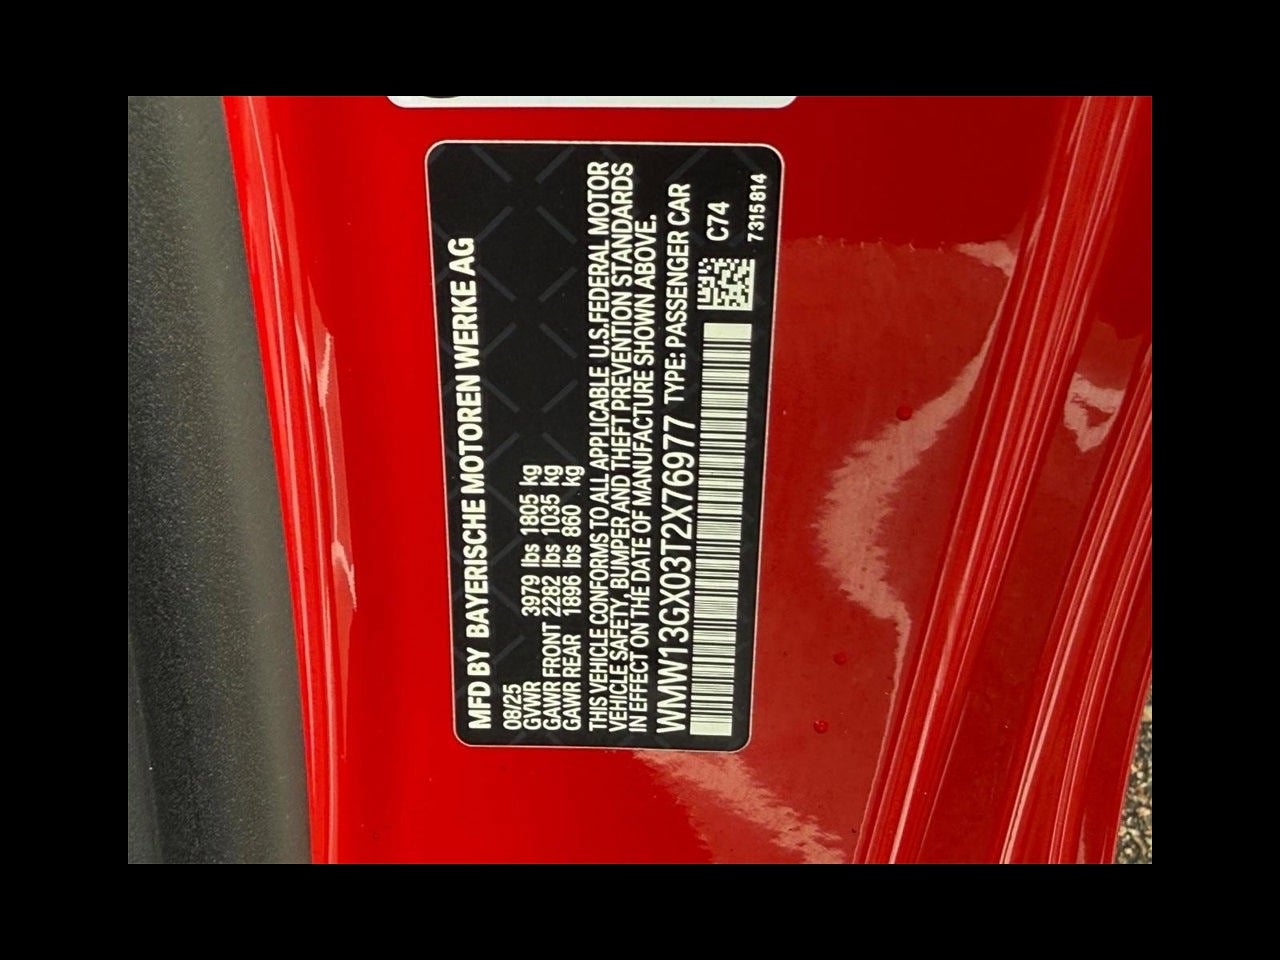 MFD BY BAYERISCHE MOTOREN WERKE AG
08/25
GVWR 3979 lbs 1805 kg
GAWR FRONT 2282 lbs 1035 kg
GAWR REAR 1896 lbs 860 kg
THIS VEHICLE CONFORMS TO ALL APPLICABLE U.S.FEDERAL MOTOR
VEHICLE SAFETY, BUMPER AND THEFT PREVENTION STANDARDS
IN EFFECT ON THE DATE OF MANUFACTURE SHOWN ABOVE.
WMW13GX03T2X76977 TYPE: PASSENGER CAR
C74
7315814